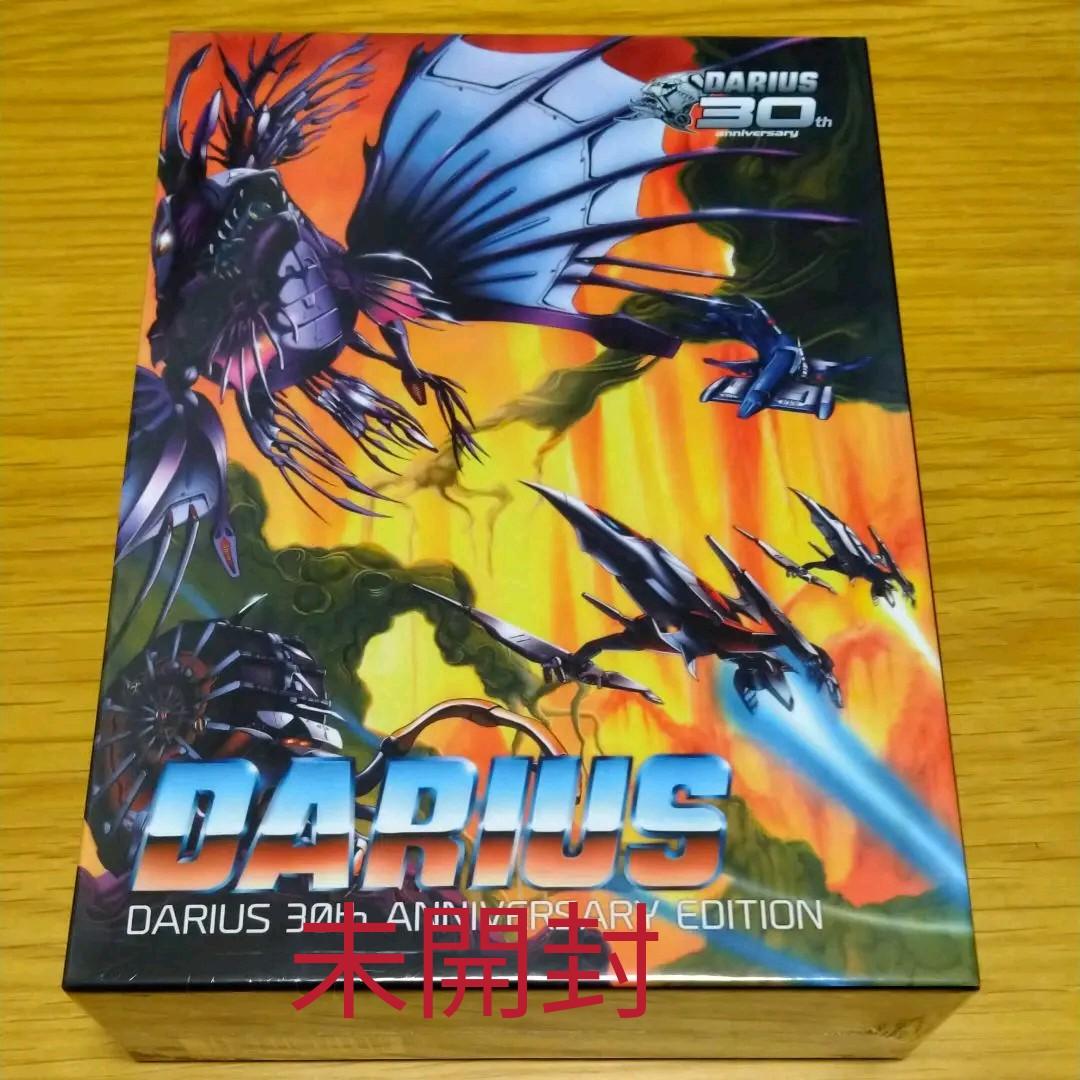 DARIUS
30th
anniversary
DARIUS
DARIUS 30th ANNIVERSARY EDITION
未開封